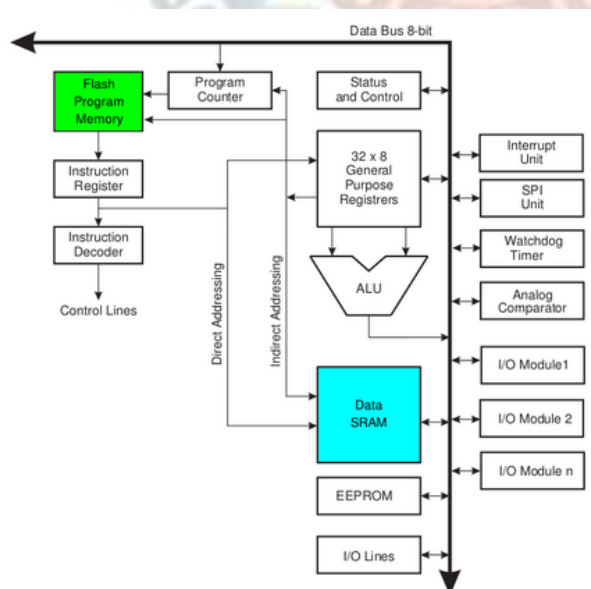 Data Bus 8-bit
Flash
Program
Memory
Program
Counter
Status
and Control
Instruction
Register
32 x 8
General
Purpose
Registrers
Interrupt
Unit
SPI
Unit
Instruction
Decoder
Watchdog
Timer
Control Lines
Direct Addressing
Indirect Addressing
ALU
Analog
Comparator
I/O Module1
Data
SRAM
I/O Module 2
I/O Module n
EEPROM
I/O Lines